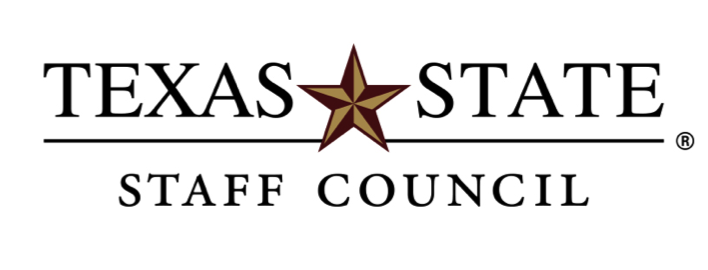 TEXAS STATE
®
STAFF COUNCIL